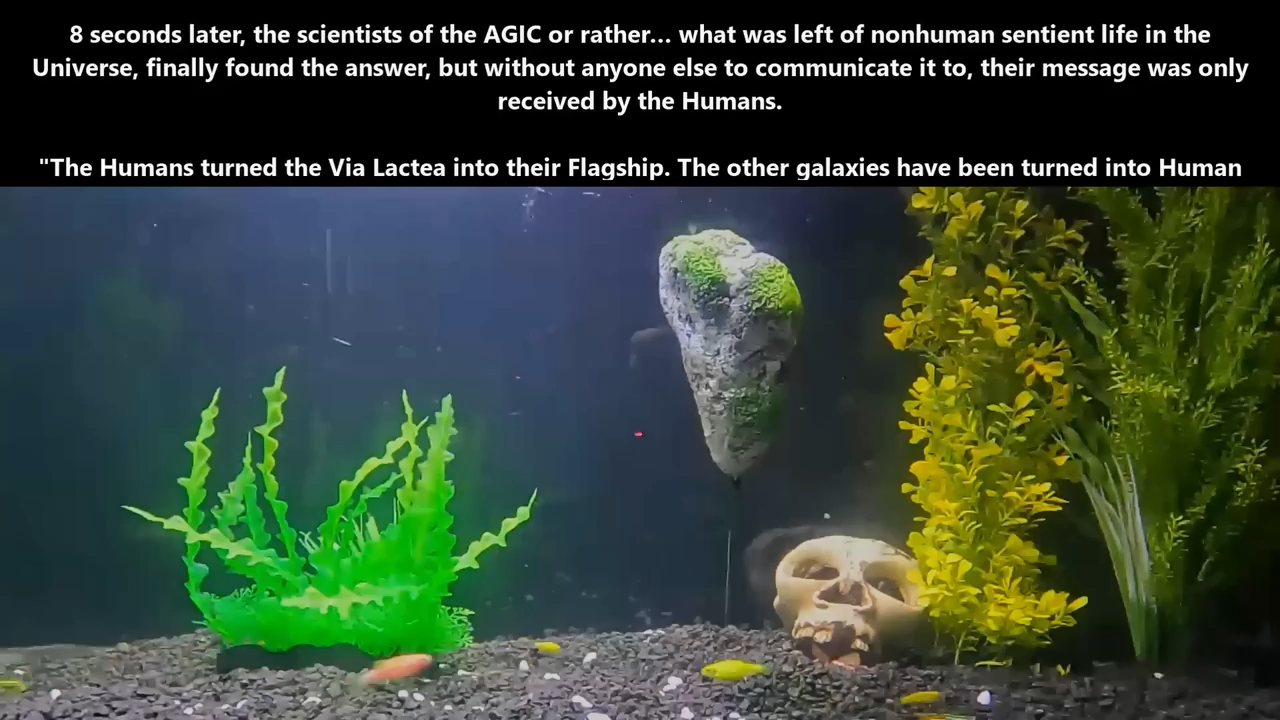 8 seconds later, the scientists of the AGIC or rather... what was left of nonhuman sentient life in the
Universe, finally found the answer, but without anyone else to communicate it to, their message was only
received by the Humans.
"The Humans turned the Via Lactea into their Flagship. The other galaxies have been turned into Human